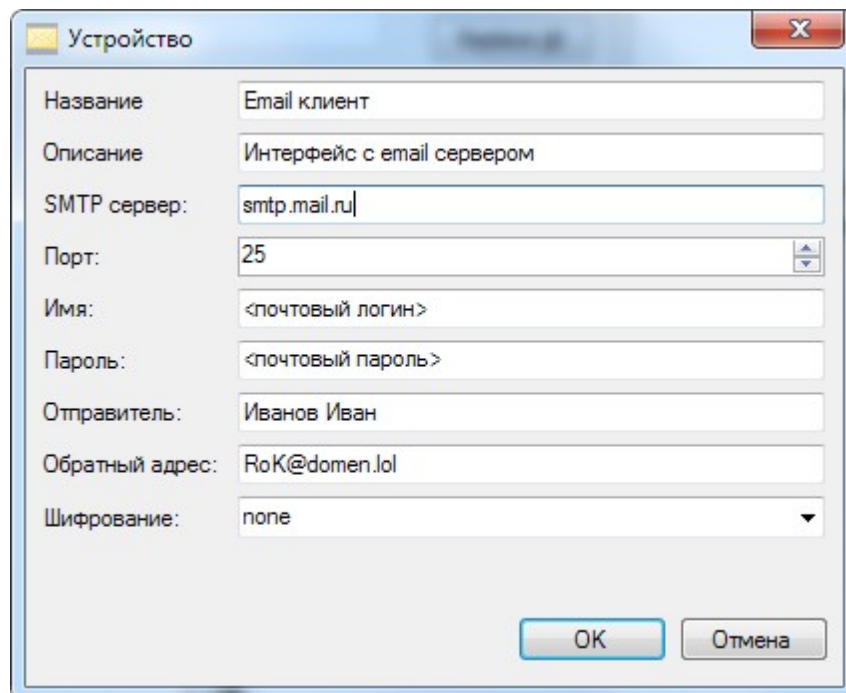 Устройство
Название Email клиент
Описание Интерфейс с email сервером
SMTP сервер: smtp.mail.ru
Порт: 25
Имя: <почтовый логин>
Пароль: <почтовый пароль>
Отправитель: Иванов Иван
Обратный адрес: RoK@domen.lol
Шифрование: none
OK Отмена